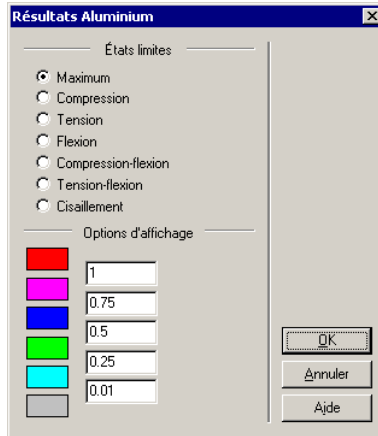 Résultats Aluminium
États limites
Maximum
Compression
Tension
Flexion
Compression-flexion
Tension-flexion
Cisaillement
Options d'affichage
1
0.75
0.5
0.25
0.01
OK
Annuler
Aide